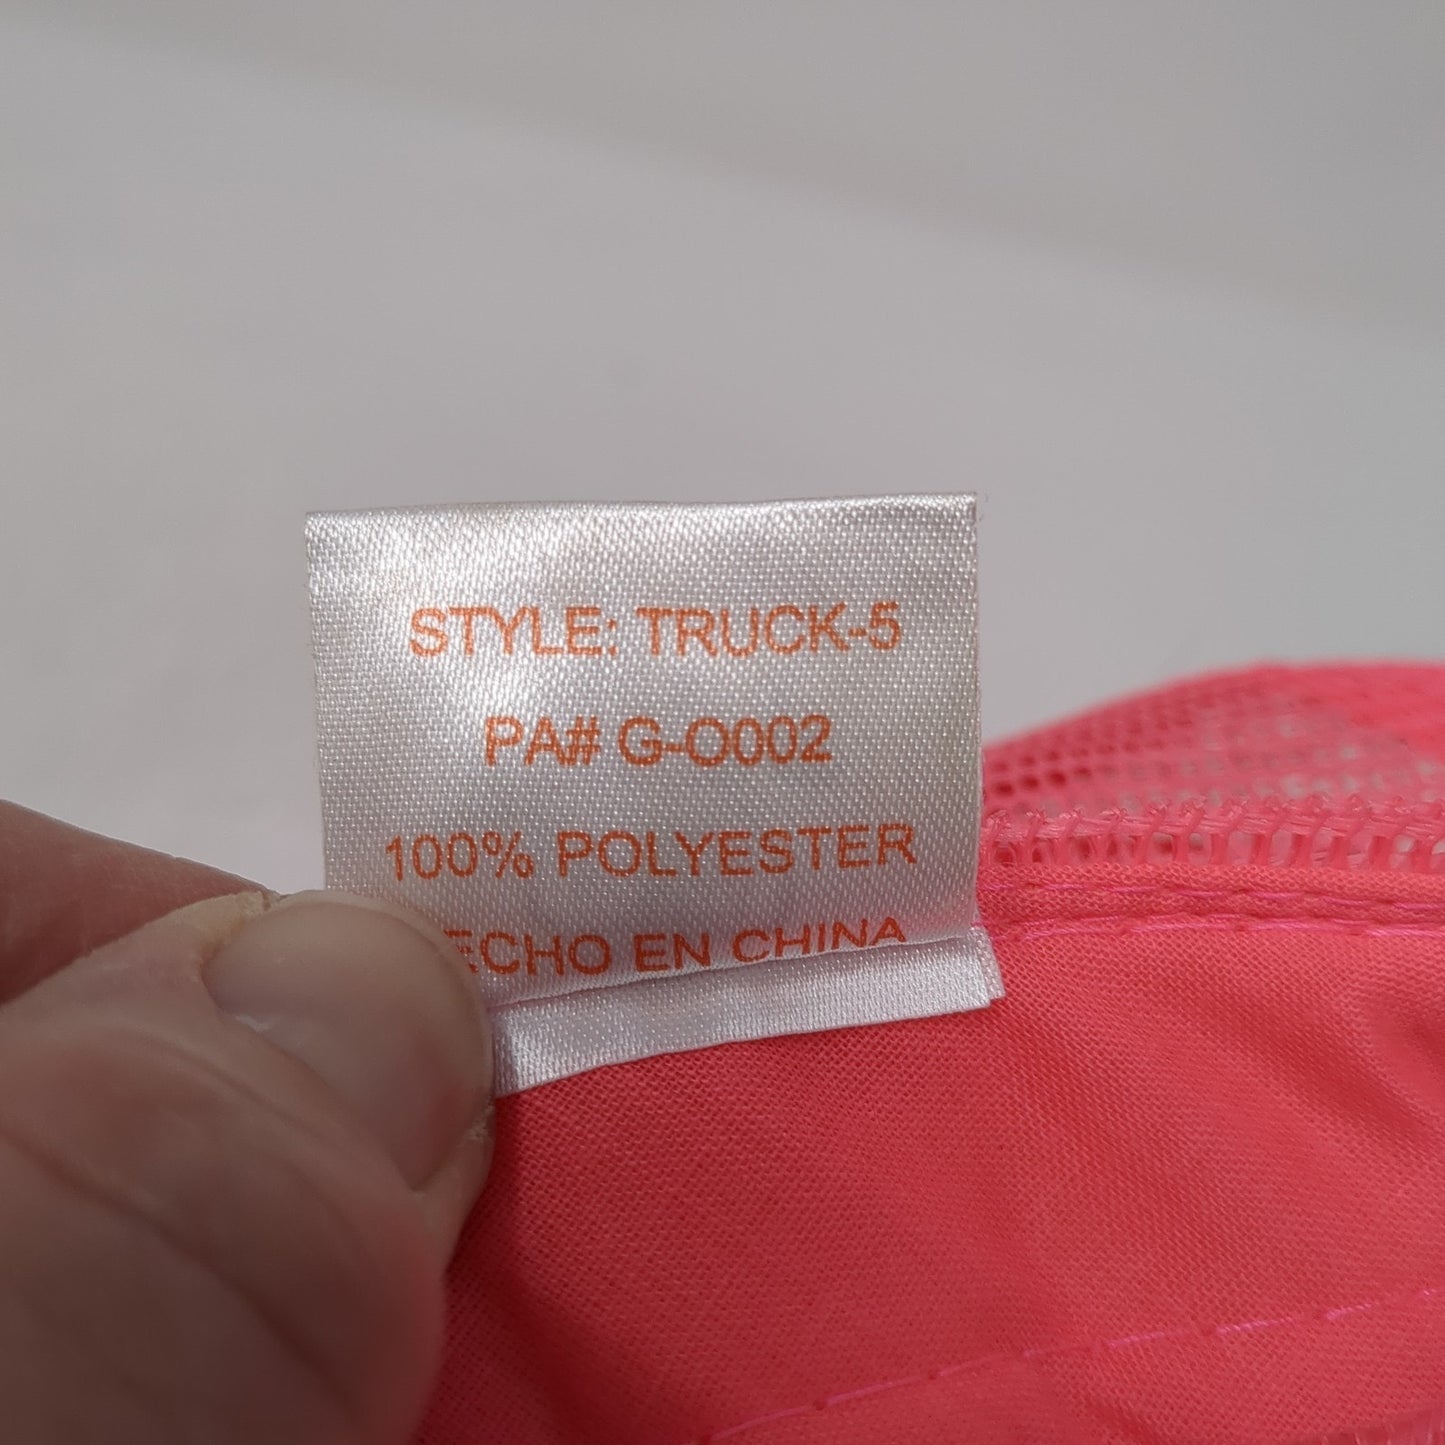 STYLE: TRUCK-5
PA# G-O002
100% POLYESTER
ECHO EN CHINA